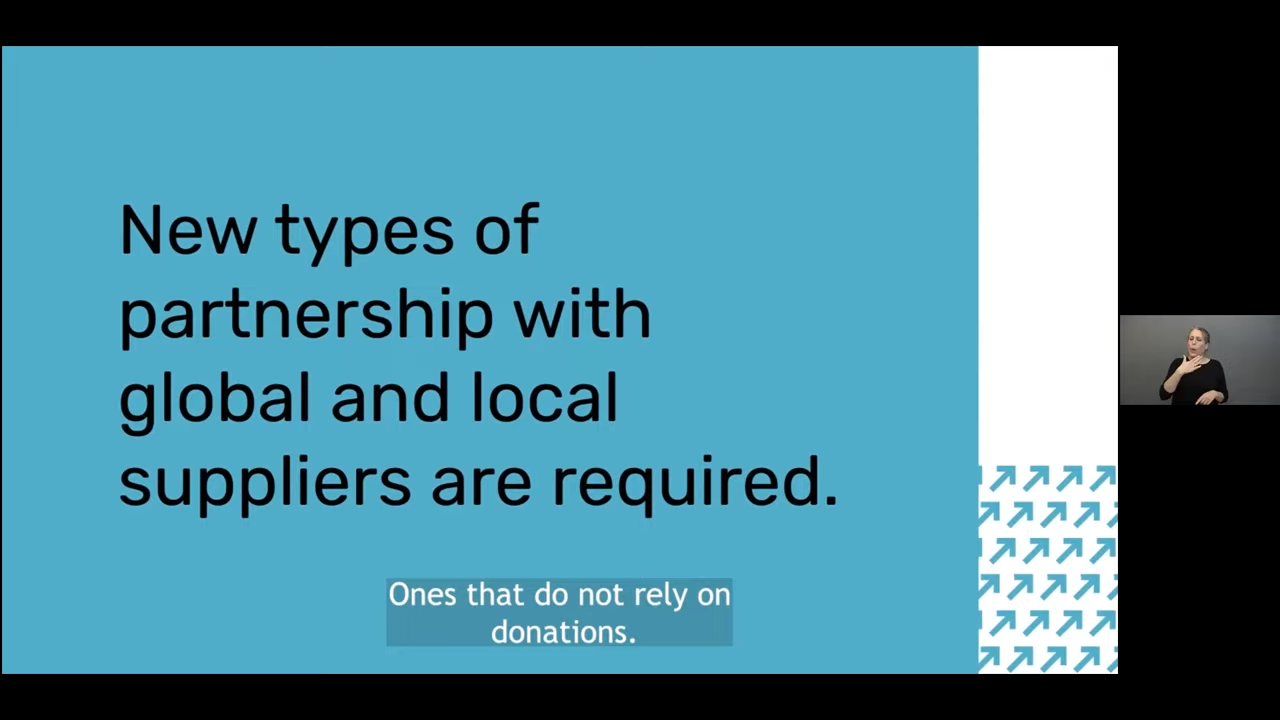 New types of
partnership with
global and local
suppliers are required.
Ones that do not rely on
donations.